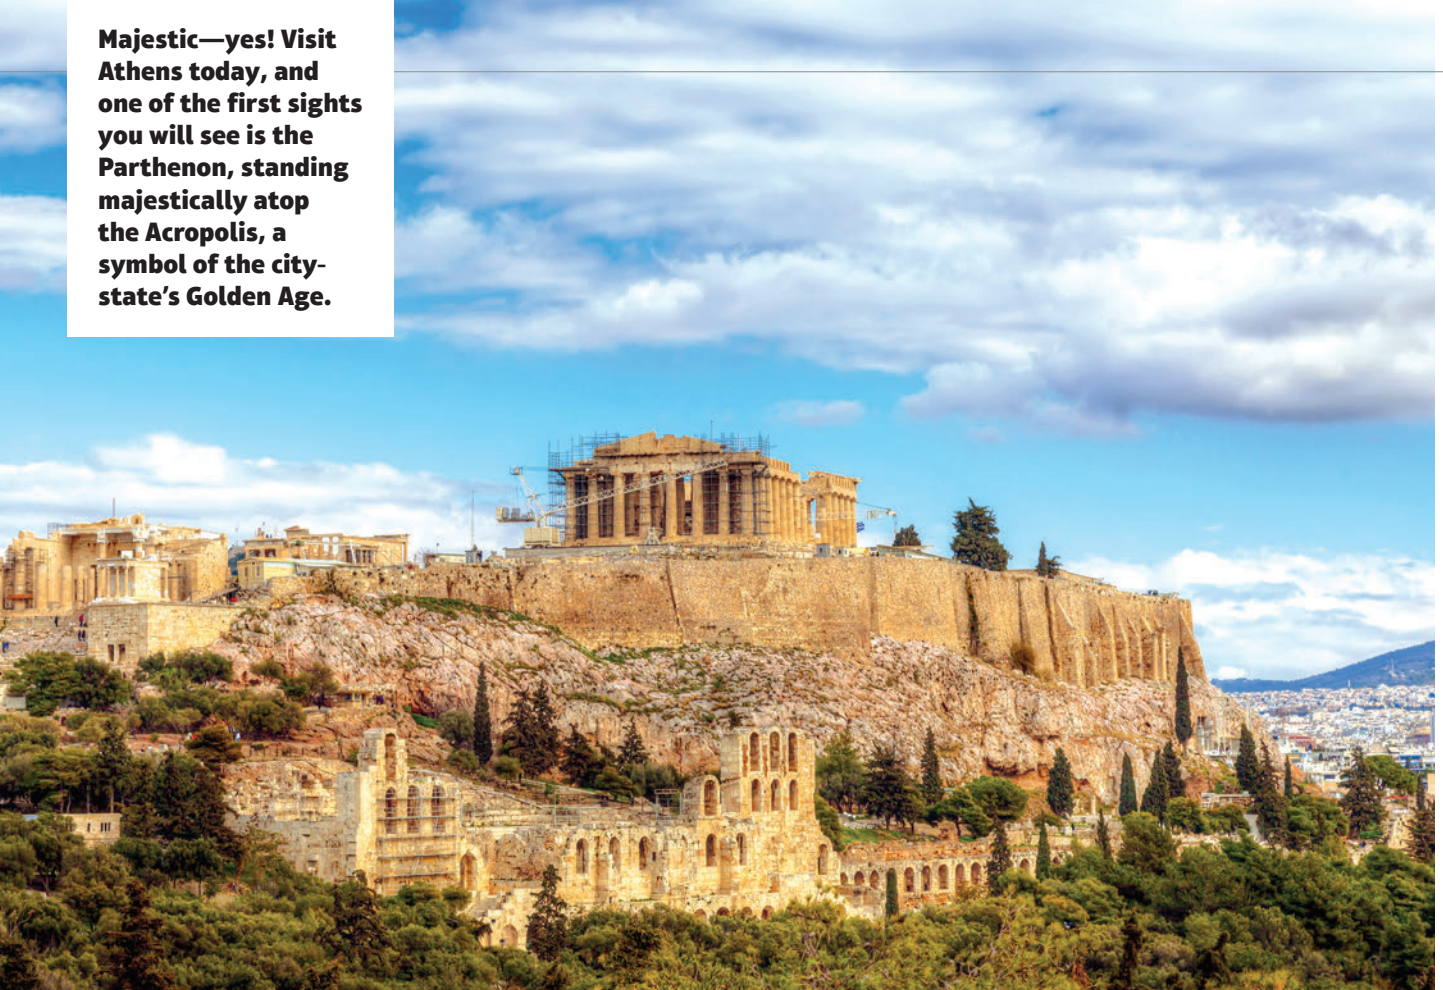 Majestic—yes! Visit
Athens today, and
one of the first sights
you will see is the
Parthenon, standing
majestically atop
the Acropolis, a
symbol of the city-
state’s Golden Age.